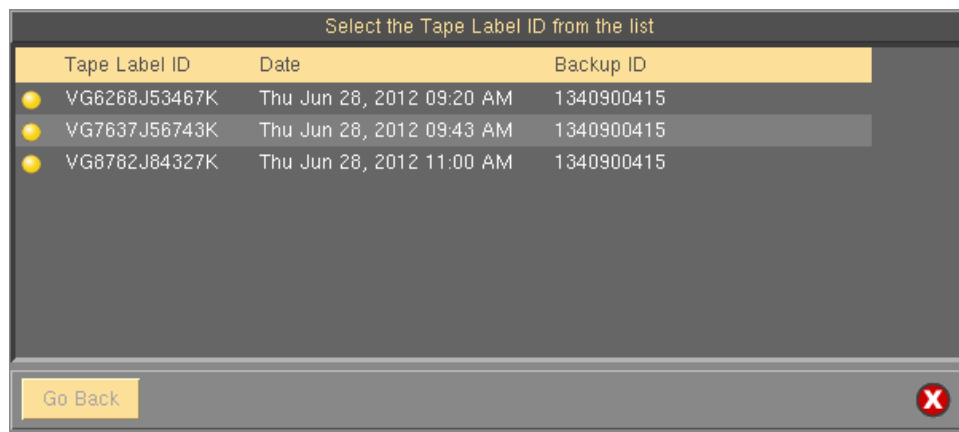 Select the Tape Label ID from the list
Tape Label ID Date Backup ID
VG6268J53467K Thu Jun 28, 2012 09:20 AM 1340900415
VG7637J56743K Thu Jun 28, 2012 09:43 AM 1340900415
VG8782J84327K Thu Jun 28, 2012 11:00 AM 1340900415
Go Back
X